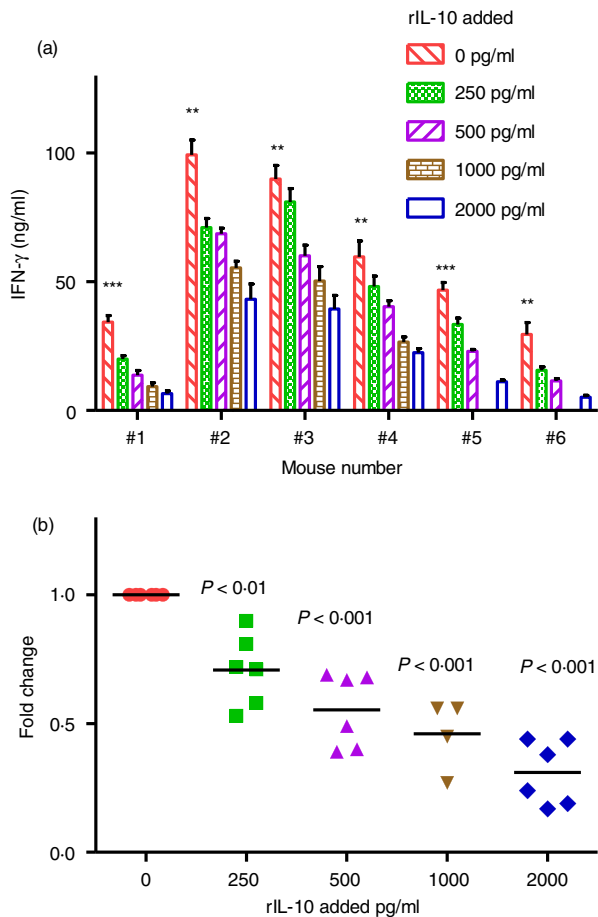 rIL-10 added
(a)
0 pg/ml
250 pg/ml
500 pg/ml
1000 pg/ml
2000 pg/ml
IFN-γ (ng/ml)
100
50
0
***
**
**
**
***
**
#1 #2 #3 #4 #5 #6
Mouse number
(b)
Fold change
1·0
0·5
0·0
P < 0·01
P < 0·001
P < 0·001
P < 0·001
0 250 500 1000 2000
rIL-10 added pg/ml